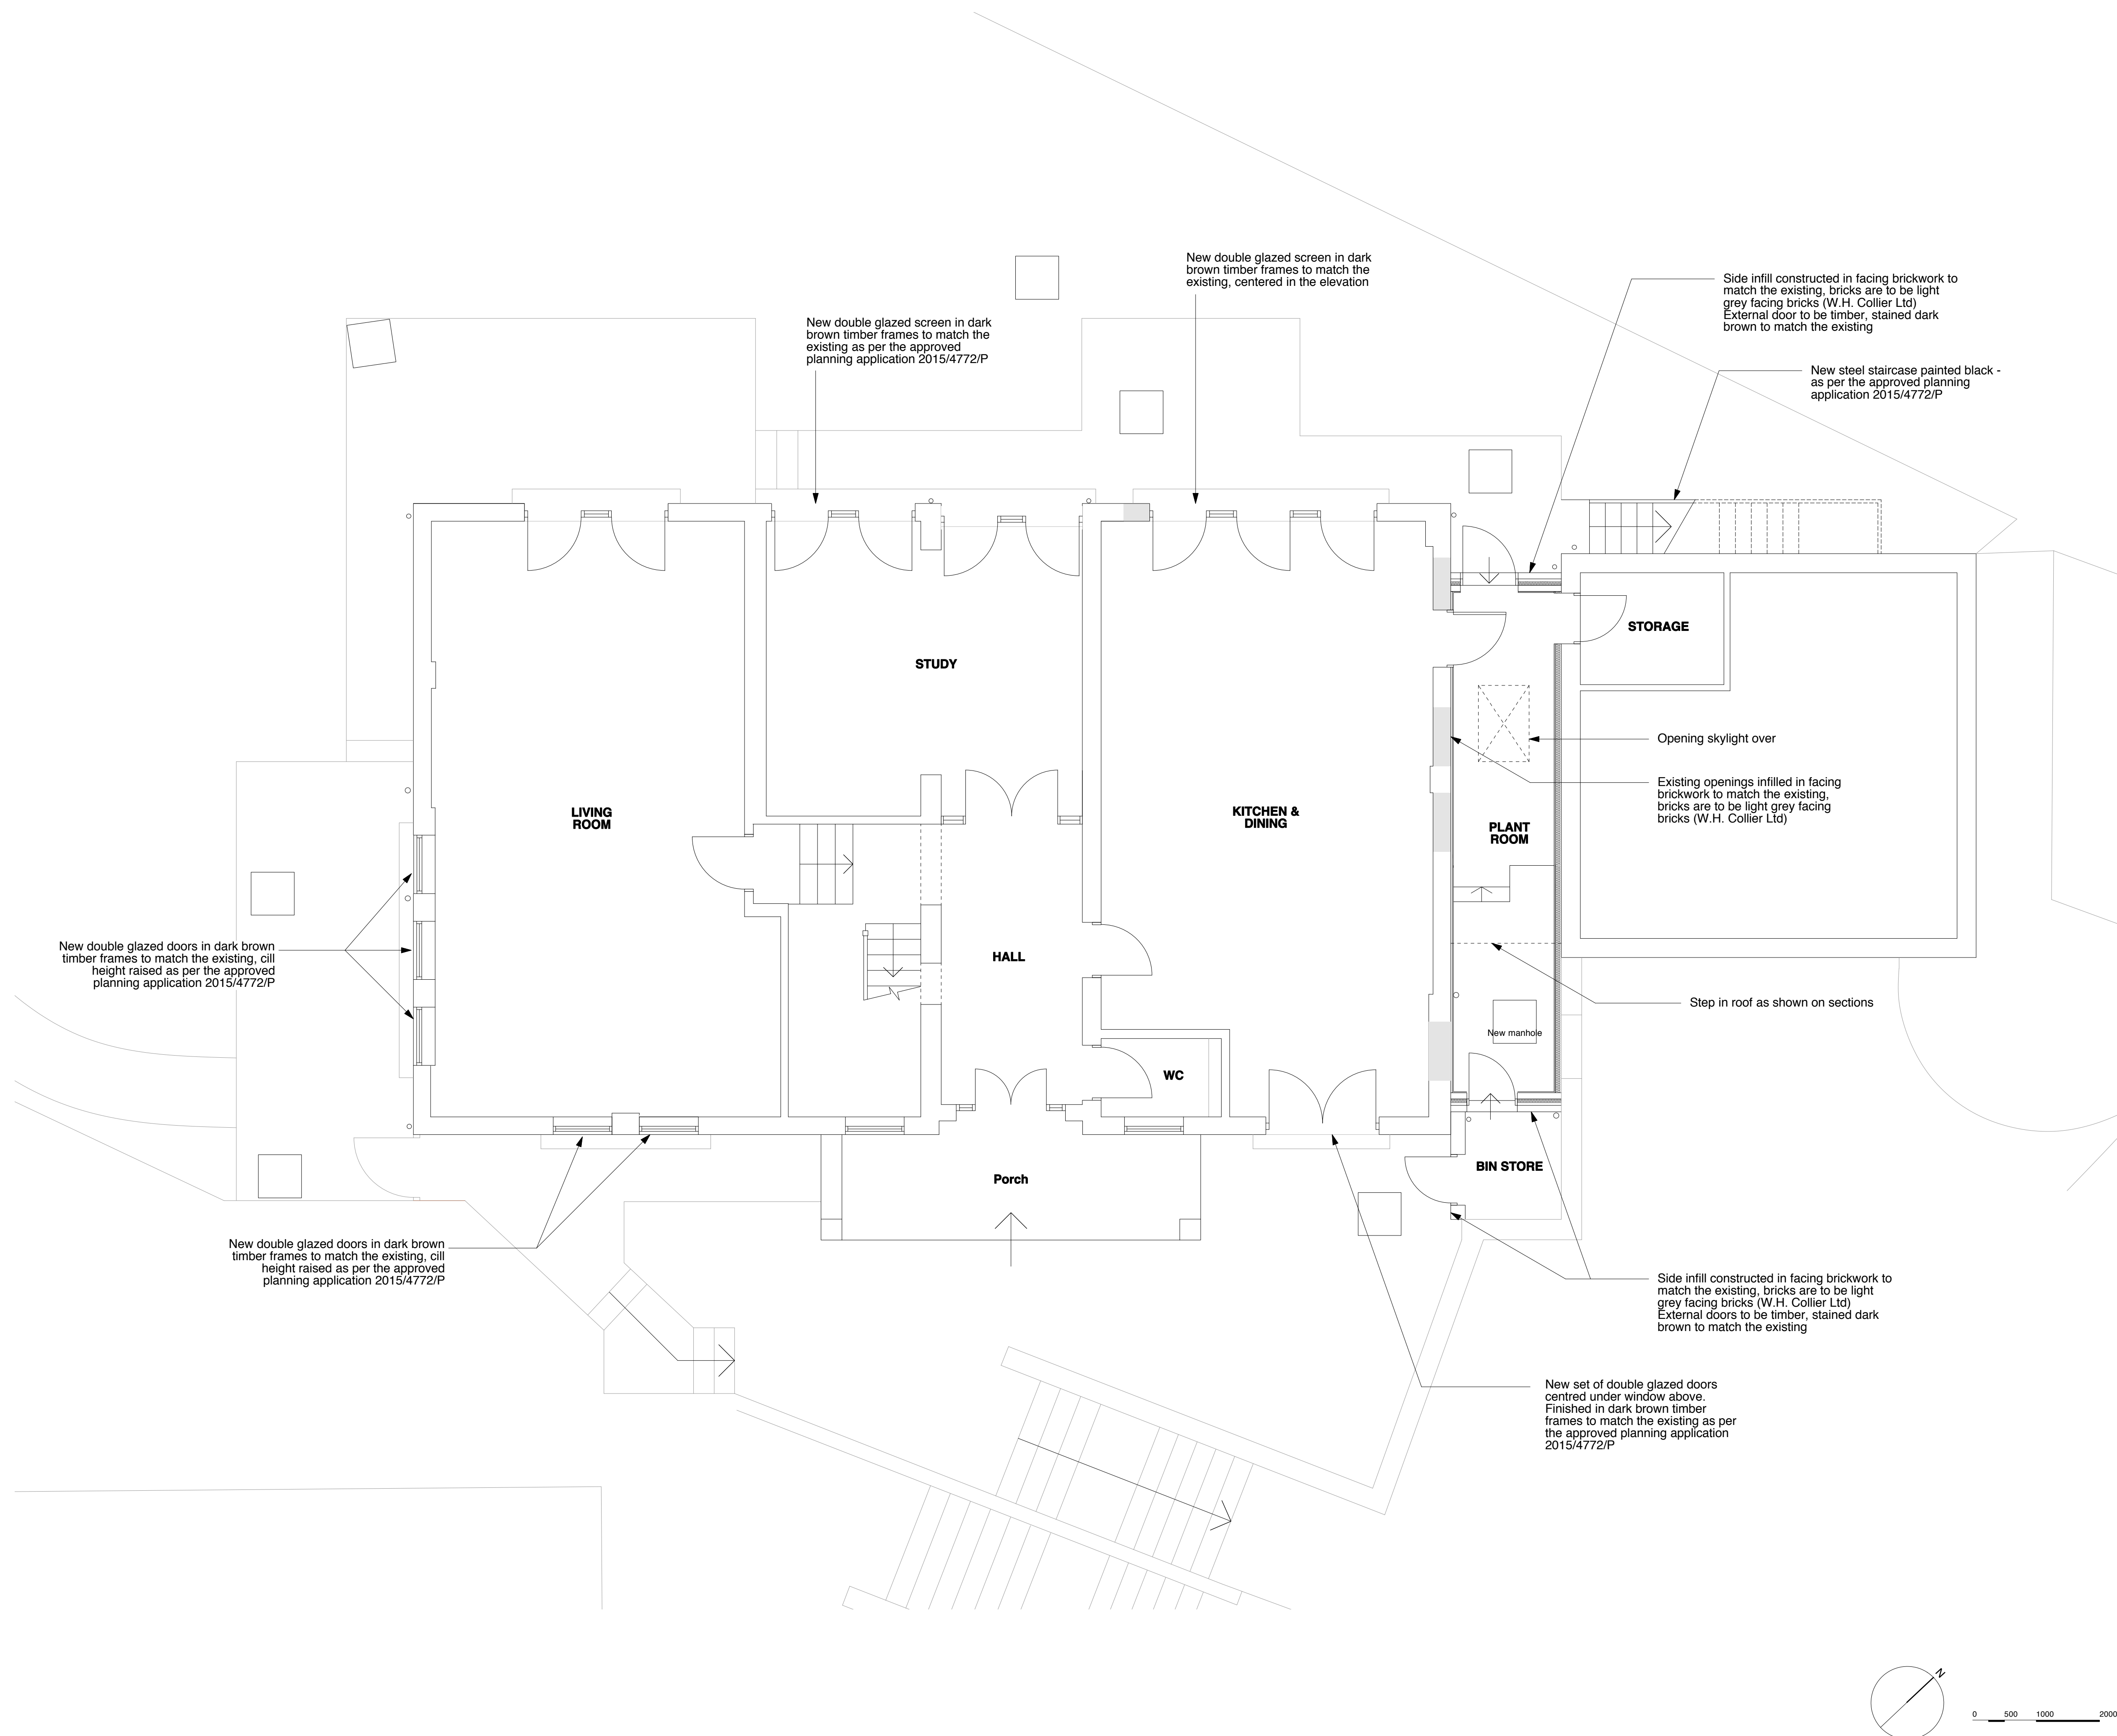 New double glazed screen in dark
brown timber frames to match the
existing, centered in the elevation
Side infill constructed in facing brickwork to
match the existing, bricks are to be light
grey facing bricks (W.H. Collier Ltd)
External door to be timber, stained dark
brown to match the existing
New double glazed screen in dark
brown timber frames to match the
existing as per the approved
planning application 2015/4772/P
New steel staircase painted black -
as per the approved planning
application 2015/4772/P
STORAGE
STUDY
Opening skylight over
Existing openings infilled in facing
brickwork to match the existing,
bricks are to be light grey facing
bricks (W.H. Collier Ltd)
LIVING
ROOM
KITCHEN &
DINING
PLANT
ROOM
New double glazed doors in dark brown
timber frames to match the existing, cill
height raised as per the approved
planning application 2015/4772/P
HALL
Step in roof as shown on sections
New manhole
WC
BIN STORE
Porch
New double glazed doors in dark brown
timber frames to match the existing, cill
height raised as per the approved
planning application 2015/4772/P
Side infill constructed in facing brickwork to
match the existing, bricks are to be light
grey facing bricks (W.H. Collier Ltd)
External doors to be timber, stained dark
brown to match the existing
New set of double glazed doors
centred under window above.
Finished in dark brown timber
frames to match the existing as per
the approved planning application
2015/4772/P
N
0 500 1000 2000